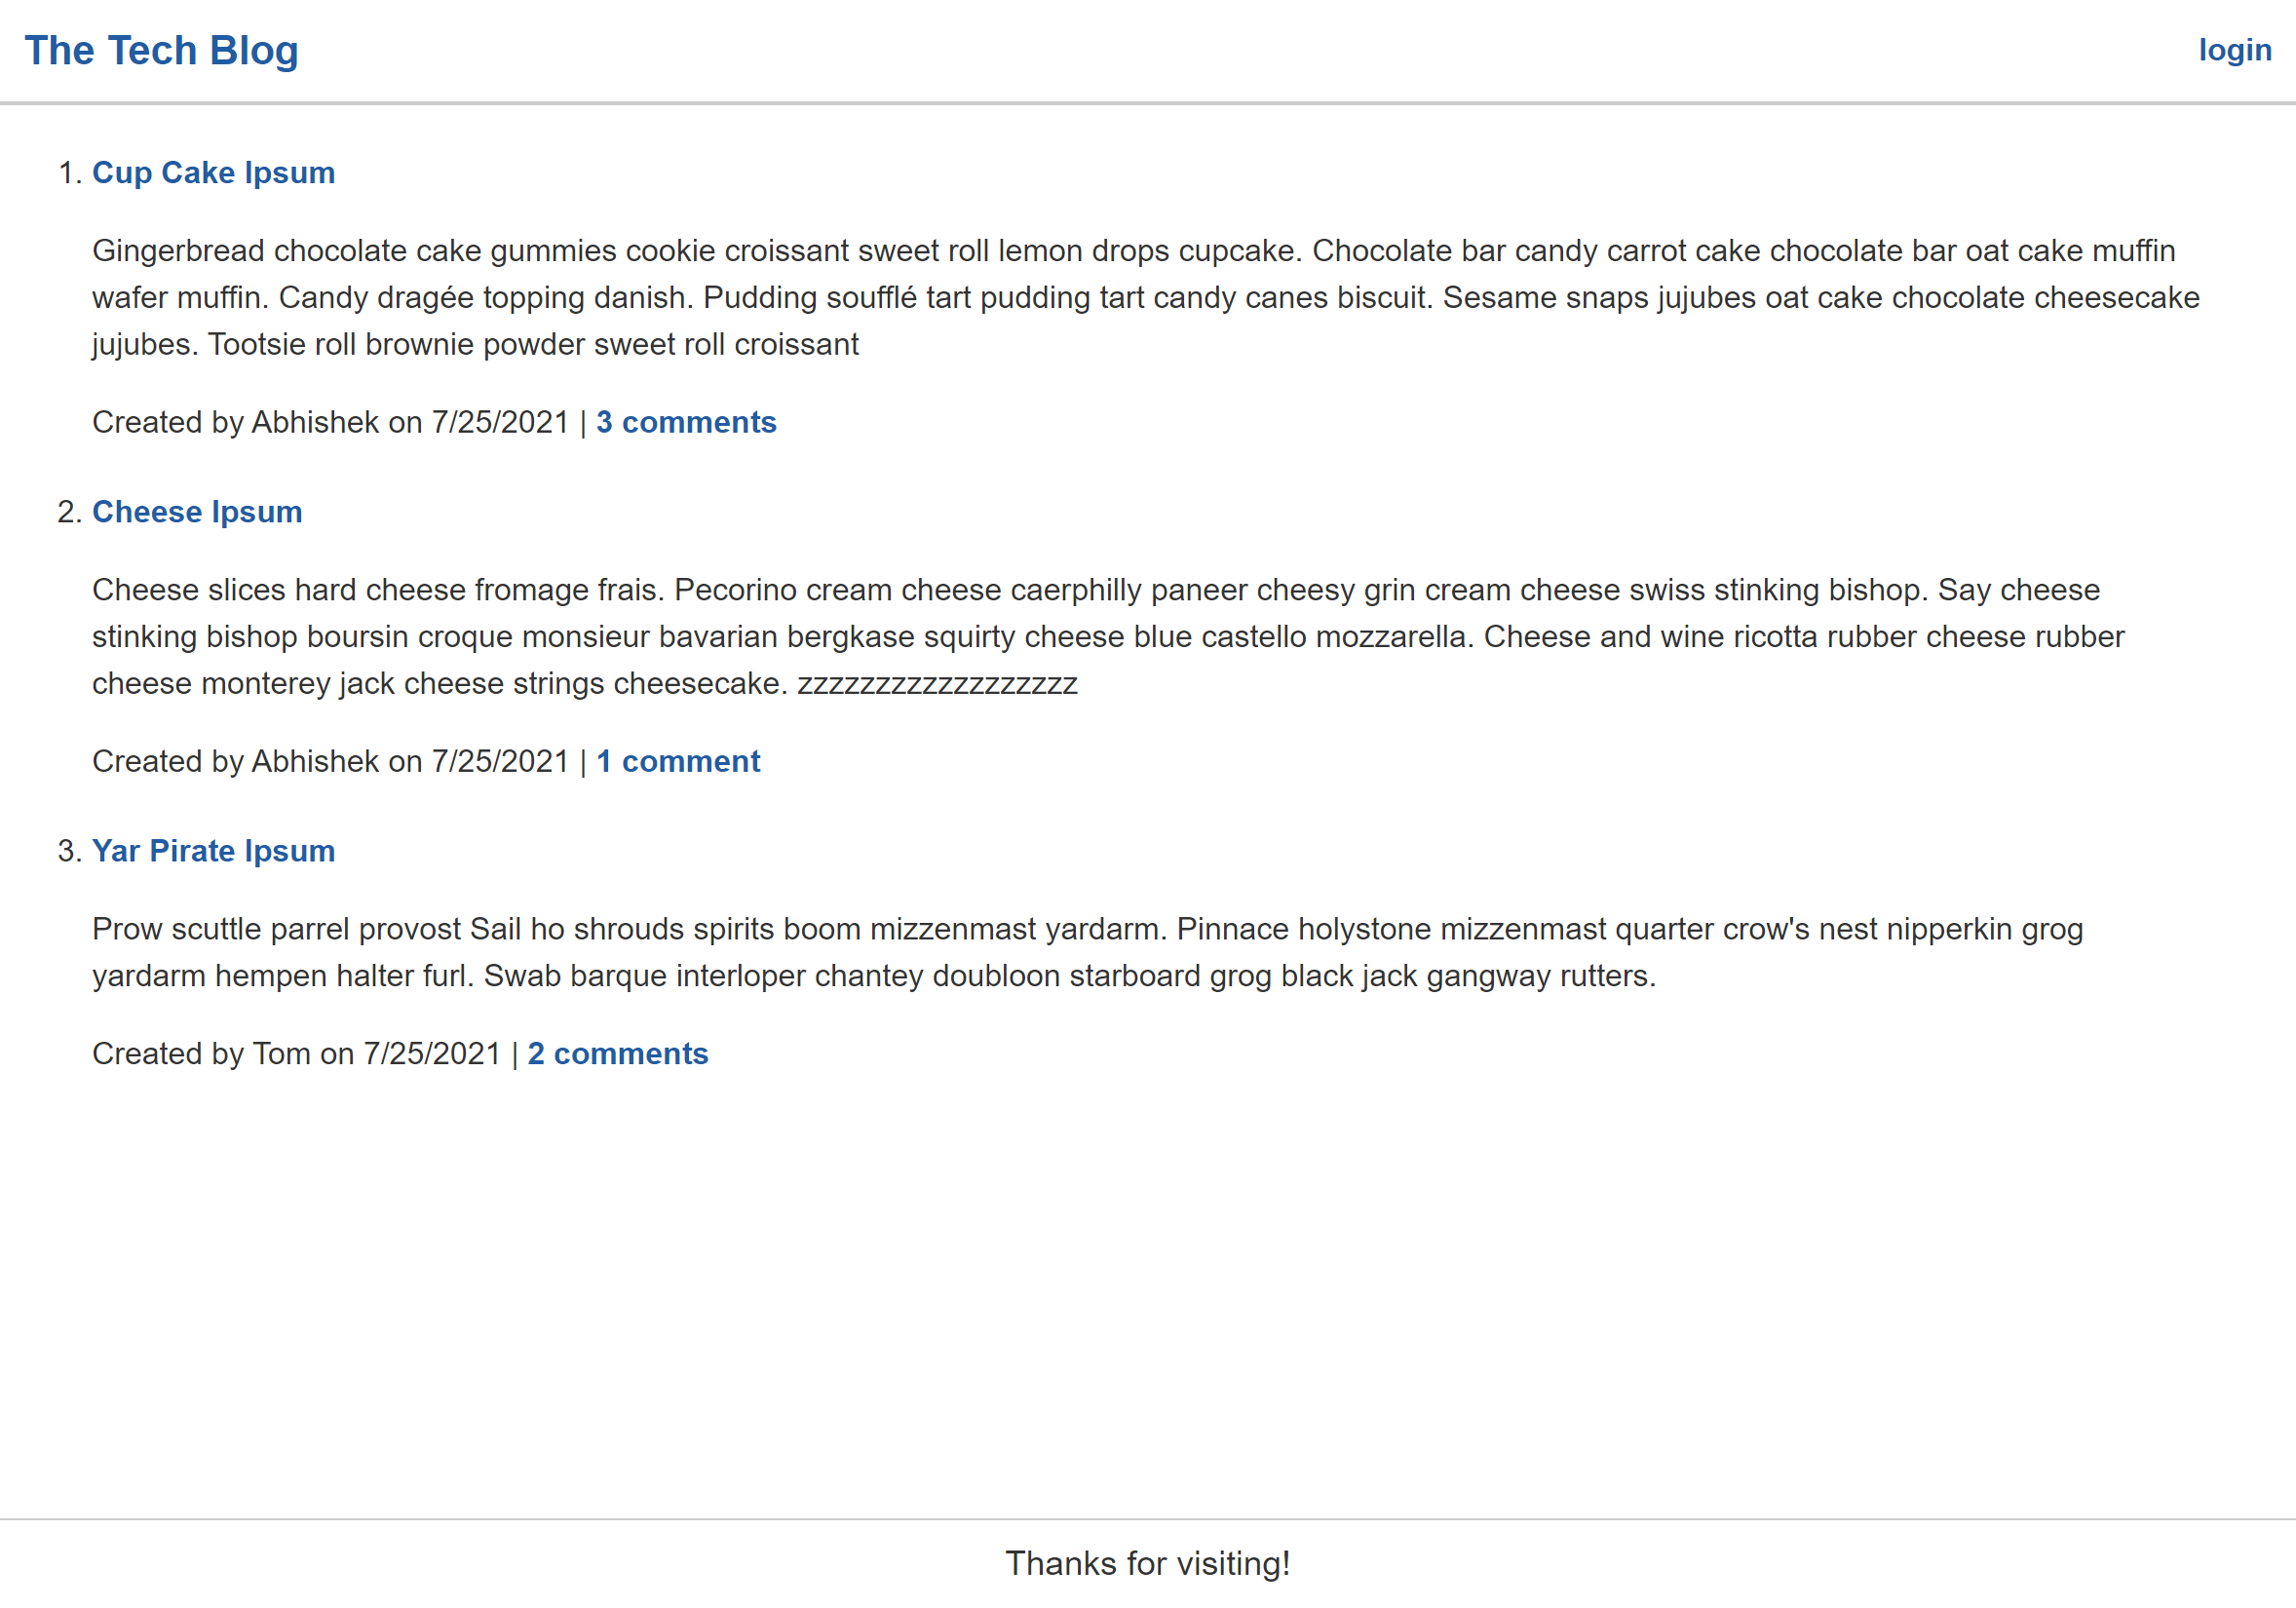 The Tech Blog
login
1. Cup Cake Ipsum
Gingerbread chocolate cake gummies cookie croissant sweet roll lemon drops cupcake. Chocolate bar candy carrot cake chocolate bar oat cake muffin
wafer muffin. Candy dragée topping danish. Pudding soufflé tart pudding tart candy canes biscuit. Sesame snaps jujubes oat cake chocolate cheesecake
jujubes. Tootsie roll brownie powder sweet roll croissant
Created by Abhishek on 7/25/2021 | 3 comments
2. Cheese Ipsum
Cheese slices hard cheese fromage frais. Pecorino cream cheese caerphilly paneer cheesy grin cream cheese swiss stinking bishop. Say cheese
stinking bishop boursin croque monsieur bavarian bergkase squirty cheese blue castello mozzarella. Cheese and wine ricotta rubber cheese rubber
cheese monterey jack cheese strings cheesecake. zzzzzzzzzzzzzzzzzz
Created by Abhishek on 7/25/2021 | 1 comment
3. Yar Pirate Ipsum
Prow scuttle parrel provost Sail ho shrouds spirits boom mizzenmast yardarm. Pinnace holystone mizzenmast quarter crow's nest nipperkin grog
yardarm hempen halter furl. Swab barque interloper chantey doubloon starboard grog black jack gangway rutters.
Created by Tom on 7/25/2021 | 2 comments
Thanks for visiting!